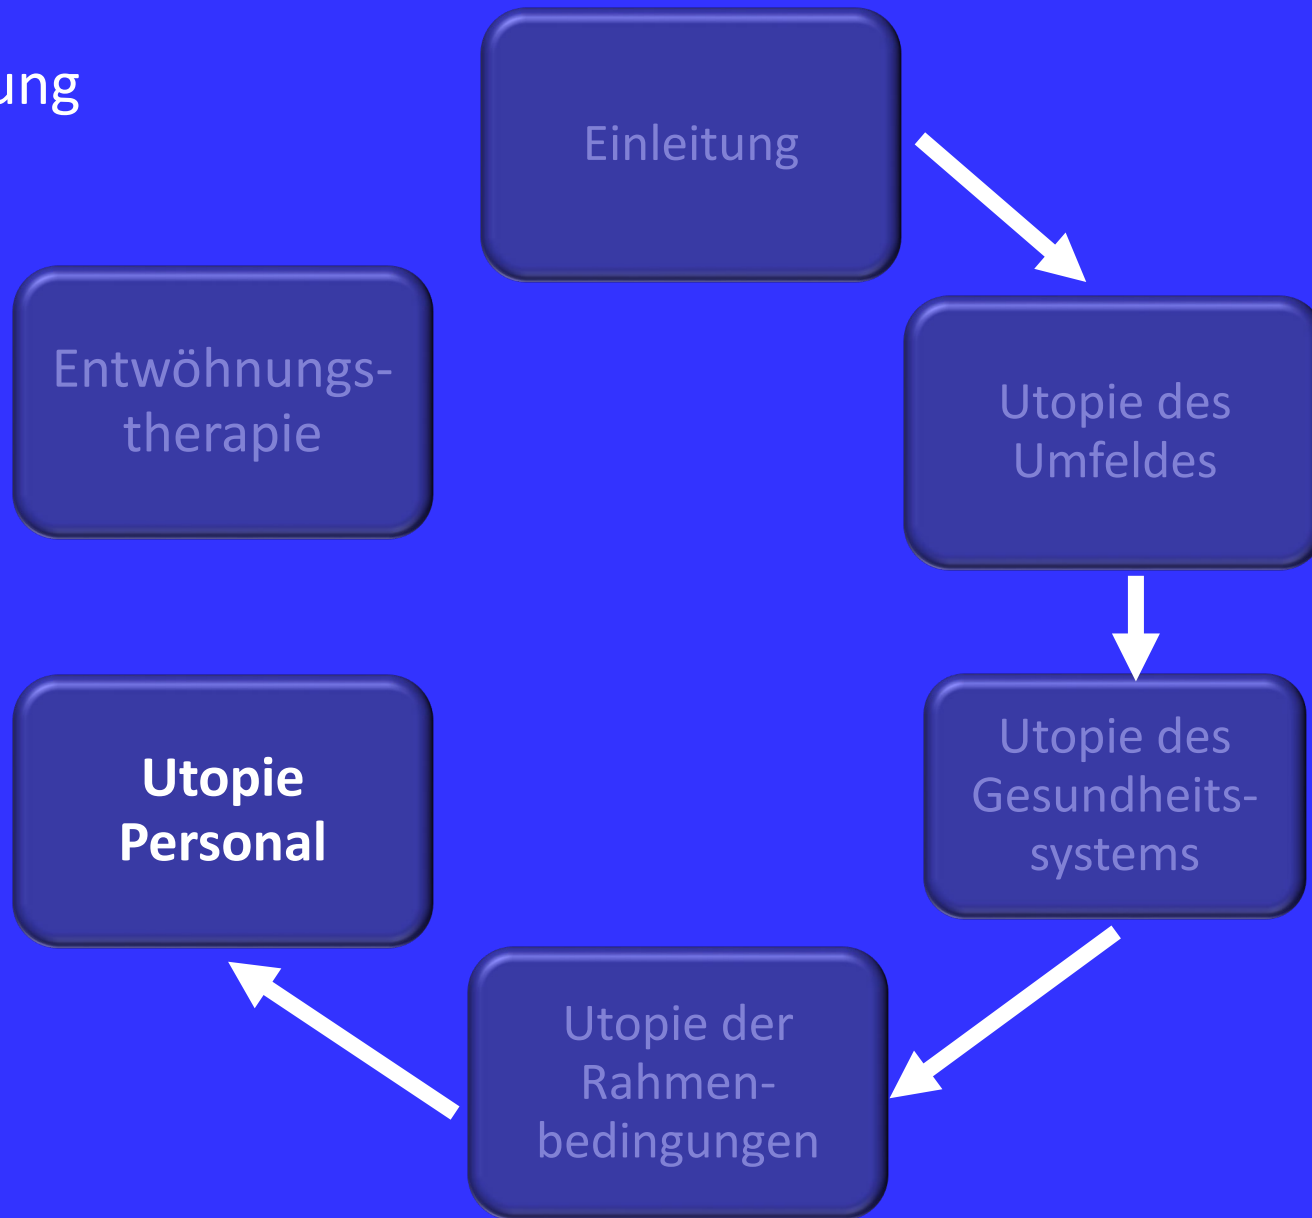 ung
Einleitung
Utopie des
Umfeldes
Utopie des
Gesundheits-
systems
Utopie der
Rahmen-
bedingungen
Utopie
Personal
Entwöhnungs-
therapie